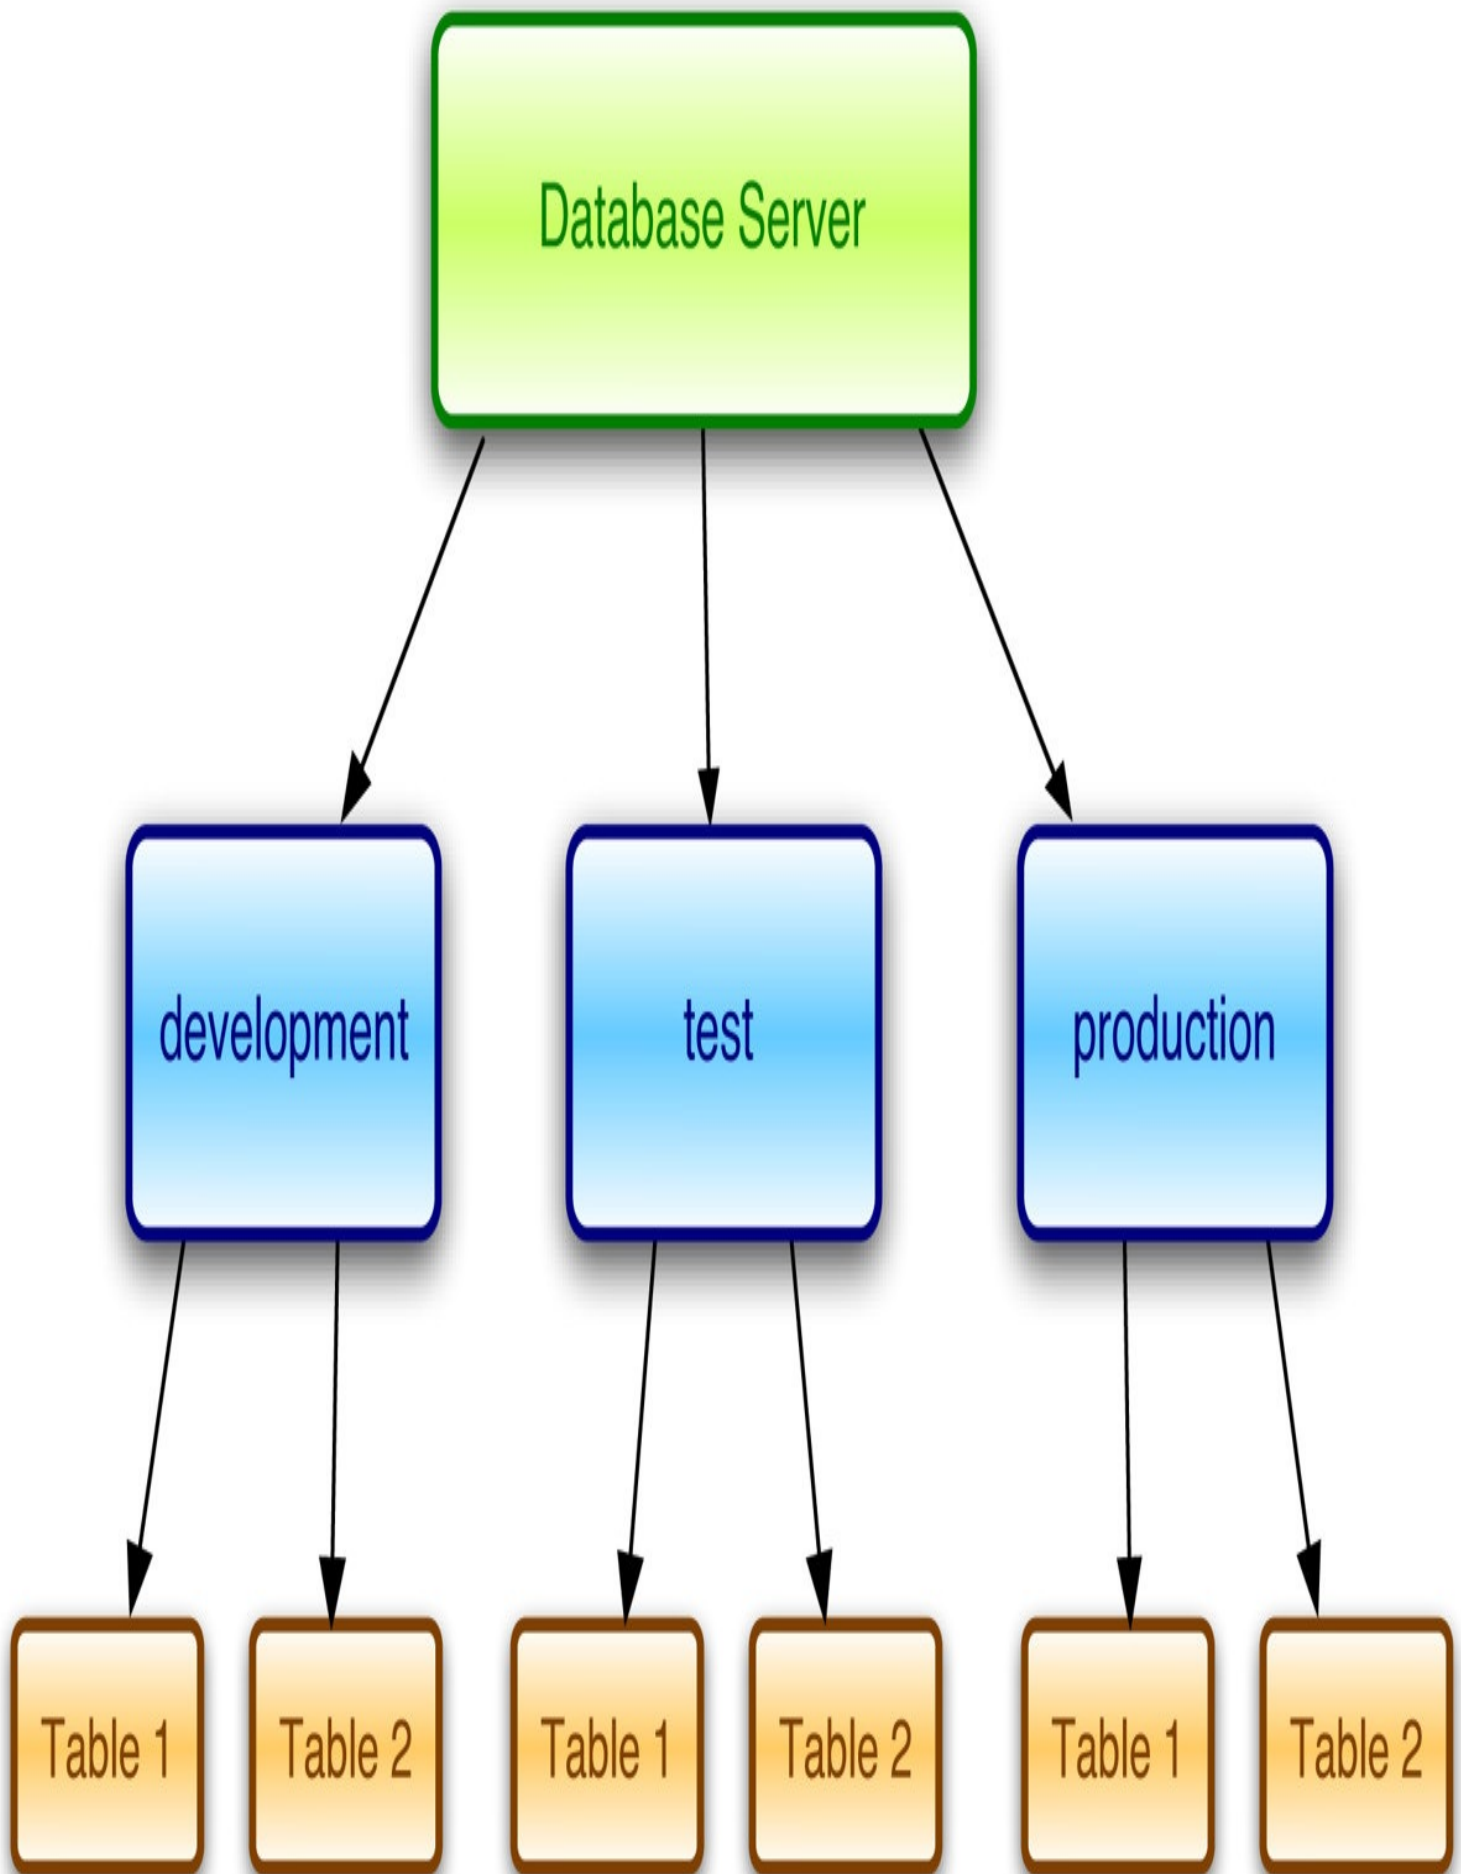 Database Server
development
test
production
Table 1
Table 2
Table 1
Table 2
Table 1
Table 2